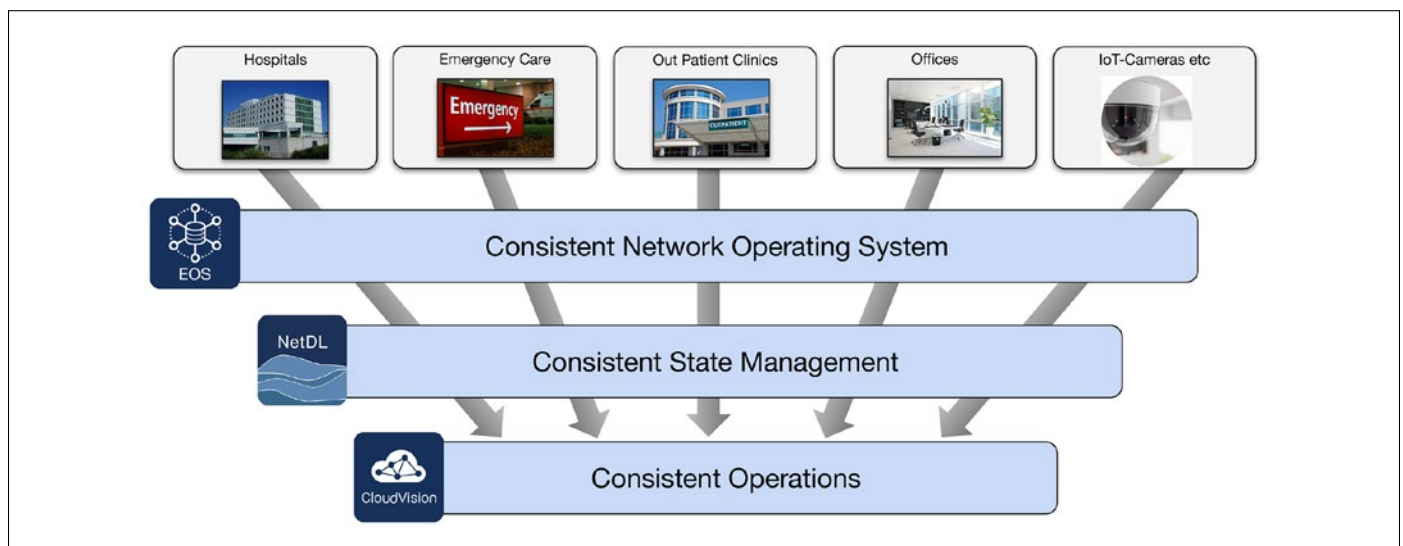 Hospitals
Emergency Care
Out Patient Clinics
Offices
IoT-Cameras etc
Emergency
OUTPATIENT
Consistent Network Operating System
EOS
NetDL
Consistent State Management
Consistent Operations
CloudVision